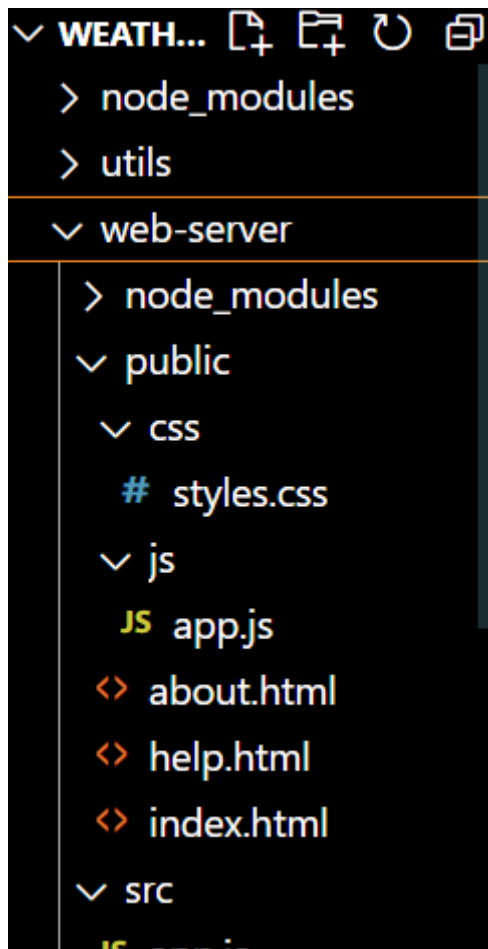 WEATH...
node_modules
utils
web-server
node_modules
public
css
# styles.css
js
JS app.js
<> about.html
<> help.html
<> index.html
src